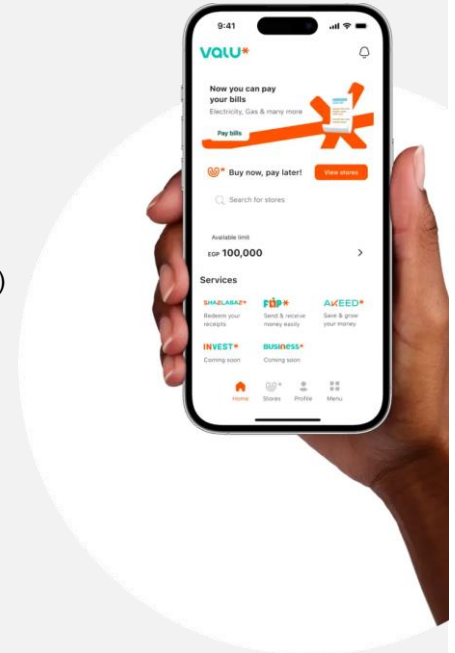 )
9:41
valu*
Now you can pay
your bills
Electricity, Gas & many more
Pay bills
Buy now, pay later!
View stores
Search for stores
Available limit
EGP 100,000
Services
SHA2LABAZ*
FLIP*
AKEED*
Redeem your
receipts
Send & receive
money easily
Save & grow
your money
INVEST*
BUSINESS*
Coming soon
Coming soon
Home
Stores
Profile
Menu